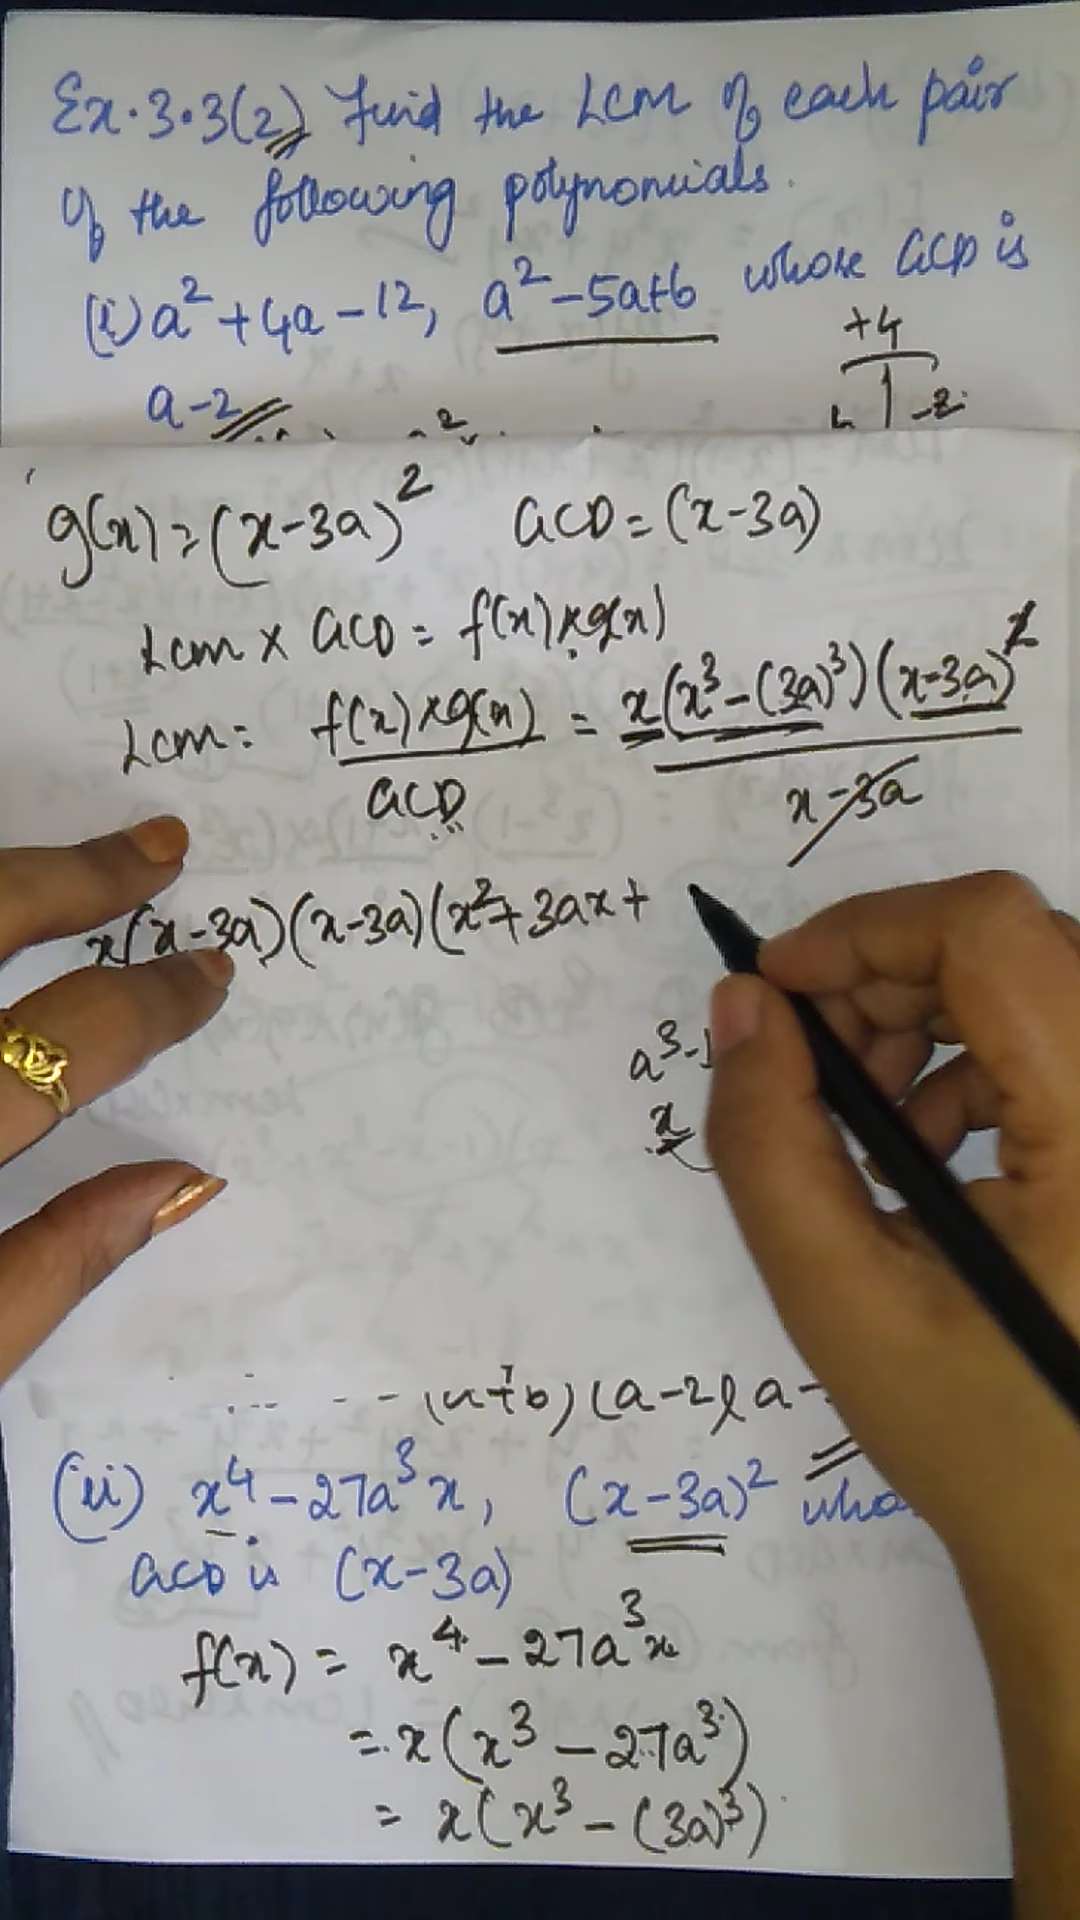 Ex. 3.3(2) Find the LCM of each pair
of the following polynomials.
(i) a² + 4a - 12, a² - 5a+6 whose GCD is
a-2
+4
-2
g(x) = (x-3a)² GCD = (x-3a)
LCM × GCD = f(x) × g(x)
LCM = f(x) × g(x) / GCD = x(x³ - (3a)³)(x-3a)² / x-3a
x(x-3a)(x-3a)(x²+3ax+
a³-
x
(a-2)(a-
(ii) x⁴ - 27a³x, (x-3a)²
GCD is (x-3a)
f(x) = x⁴ - 27a³x
= x(x³ - 27a³)
= x(x³ - (3a)³)